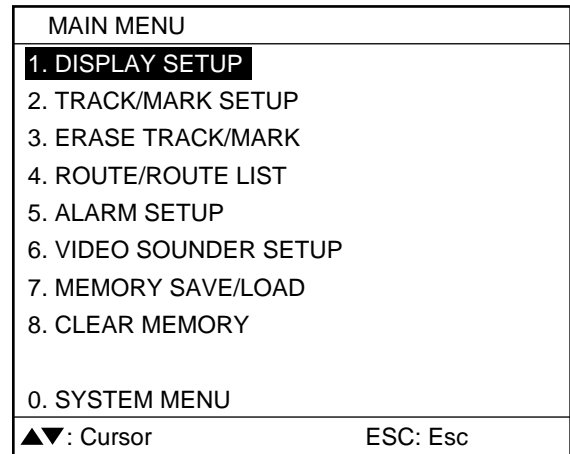 MAIN MENU
1. DISPLAY SETUP
2. TRACK/MARK SETUP
3. ERASE TRACK/MARK
4. ROUTE/ROUTE LIST
5. ALARM SETUP
6. VIDEO SOUNDER SETUP
7. MEMORY SAVE/LOAD
8. CLEAR MEMORY
0. SYSTEM MENU
▲▼: Cursor ESC: Esc